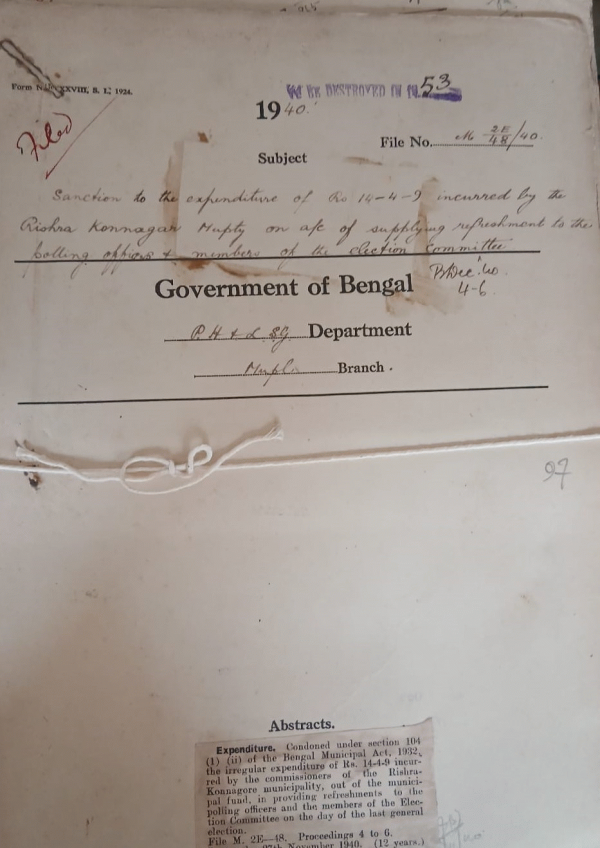 Form No. XXVIII, B. I., 1924.
TO BE DESTROYED IN 1953
1940.
Filed
File No. M. 2E/48/40.
Subject
Sanction to the expenditure of Rs 14-4-9 incurred by the
Rishra Konnagar Mupty on a/c of supplying refreshment to the
polling officers & members of the election Committee
Government of Bengal
B Dec. '40.
4-6.
P. H & L. S. G Department
Mupl. Branch.
97
Abstracts.
Expenditure. Condoned under section 104
(1) (ii) of the Bengal Municipal Act, 1932,
the irregular expenditure of Rs. 14-4-9 incur-
red by the commissioners of the Rishra-
Konnagore municipality, out of the munici-
pal fund, in providing refreshments to the
polling officers and the members of the Elec-
tion Committee on the day of the last general
election.
File M. 2E—48. Proceedings 4 to 6.
November 1940. (12 years.)